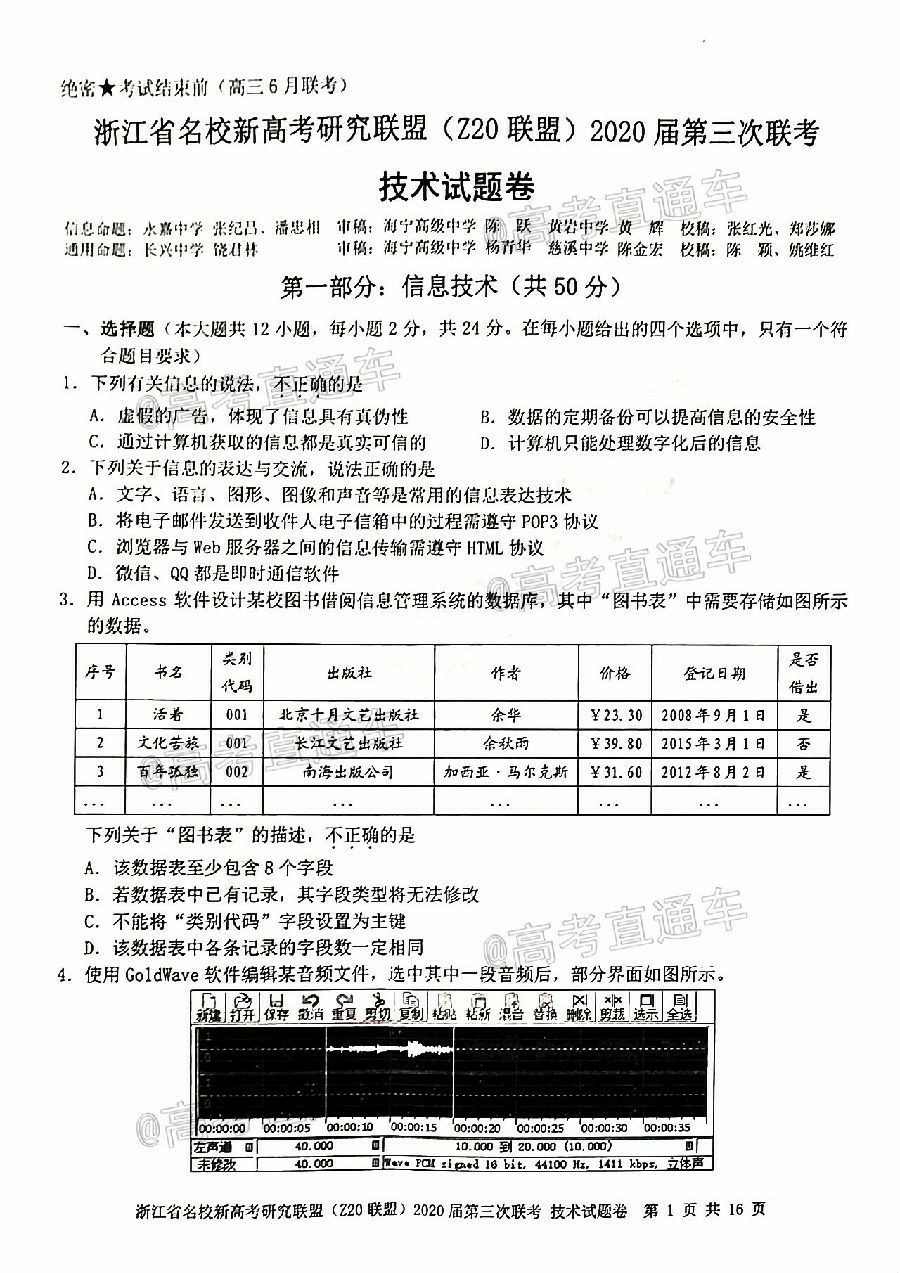 绝密★考试结束前（高三6月联考）
浙江省名校新高考研究联盟（Z20联盟）2020届第三次联考
技术试题卷
信息命题：永嘉中学 张纪昌、潘思相 审稿：海宁高级中学 陈 跃 黄岩中学 黄 辉 校稿：张红光、郑莎娜
通用命题：长兴中学 饶君林 审稿：海宁高级中学 杨青华 慈溪中学 陈金宏 校稿：陈 颖、姚维红
第一部分：信息技术（共50分）
一、选择题（本大题共12小题，每小题2分，共24分。在每小题给出的四个选项中，只有一个符
合题目要求）
1．下列有关信息的说法，不正确的是
A．虚假的广告，体现了信息具有真伪性 B．数据的定期备份可以提高信息的安全性
C．通过计算机获取的信息都是真实可信的 D．计算机只能处理数字化后的信息
2．下列关于信息的表达与交流，说法正确的是
A．文字、语言、图形、图像和声音等是常用的信息表达技术
B．将电子邮件发送到收件人电子信箱中的过程需遵守POP3协议
C．浏览器与Web服务器之间的信息传输需遵守HTML协议
D．微信、QQ都是即时通信软件
3．用Access软件设计某校图书借阅信息管理系统的数据库，其中“图书表”中需要存储如图所示
的数据。
序号 书名 类别代码 出版社 作者 价格 登记日期 是否借出
1 活着 001 北京十月文艺出版社 余华 ￥23.30 2008年9月1日 是
2 文化苦旅 001 长江文艺出版社 余秋雨 ￥39.80 2015年3月1日 否
3 百年孤独 002 南海出版公司 加西亚·马尔克斯 ￥31.60 2012年8月2日 是
... ... ... ... ... ... ... ...
下列关于“图书表”的描述，不正确的是
A．该数据表至少包含8个字段
B．若数据表中已有记录，其字段类型将无法修改
C．不能将“类别代码”字段设置为主键
D．该数据表中各条记录的字段数一定相同
4．使用GoldWave软件编辑某音频文件，选中其中一段音频后，部分界面如图所示。
新建 打开 保存 取消 重复 剪切 复制 粘贴 粘新 混音 替换 删除 剪裁 选示 全选
00:00:00 00:00:05 00:00:10 00:00:15 00:00:20 00:00:25 00:00:30 00:00:35
左声道 40.000 10.000 到 20.000 (10.000)
未修改 40.000 Wave PCM signed 16 bit, 44100 Hz, 1411 kbps, 立体声
浙江省名校新高考研究联盟（Z20联盟）2020届第三次联考 技术试题卷 第 1 页 共 16 页
@高考直通车
@高考直通车
@高考直通车
@高考直通车
@高考直通车
@高考直通车